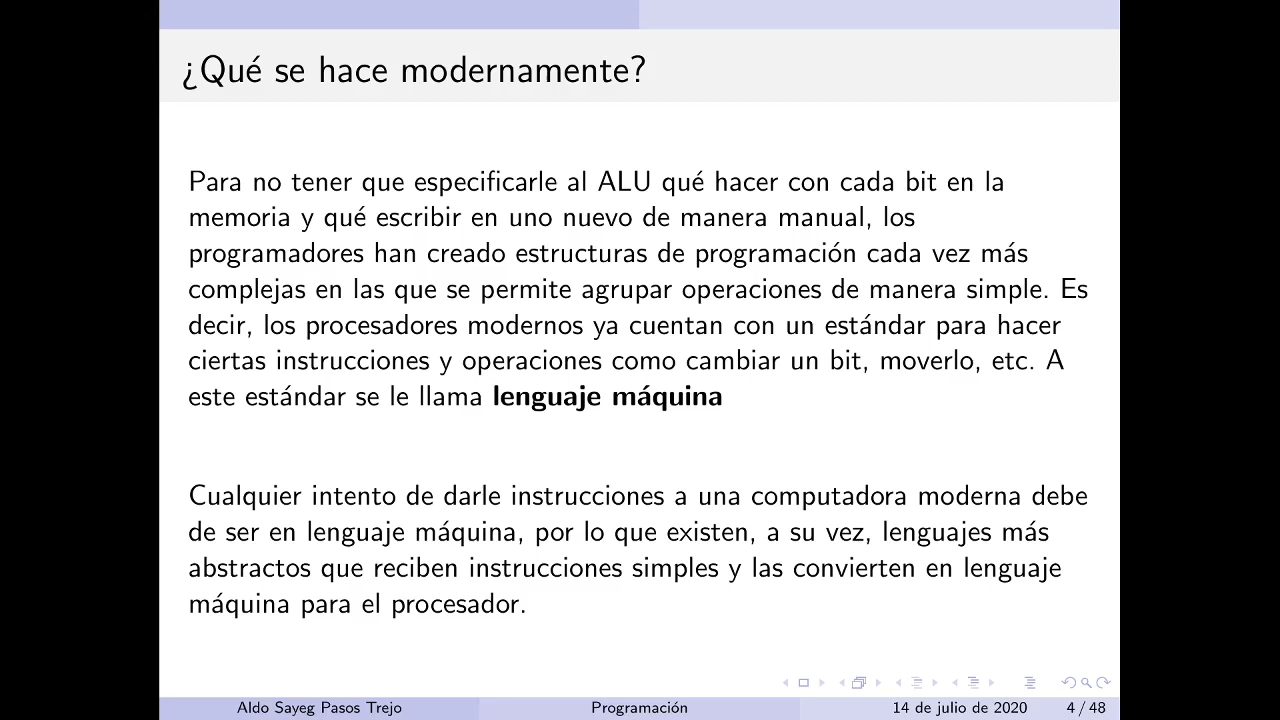 ¿Qué se hace modernamente?
Para no tener que especificarle al ALU qué hacer con cada bit en la
memoria y qué escribir en uno nuevo de manera manual, los
programadores han creado estructuras de programación cada vez más
complejas en las que se permite agrupar operaciones de manera simple. Es
decir, los procesadores modernos ya cuentan con un estándar para hacer
ciertas instrucciones y operaciones como cambiar un bit, moverlo, etc. A
este estándar se le llama lenguaje máquina
Cualquier intento de darle instrucciones a una computadora moderna debe
de ser en lenguaje máquina, por lo que existen, a su vez, lenguajes más
abstractos que reciben instrucciones simples y las convierten en lenguaje
máquina para el procesador.
Aldo Sayeg Pasos Trejo Programación 14 de julio de 2020 4 / 48